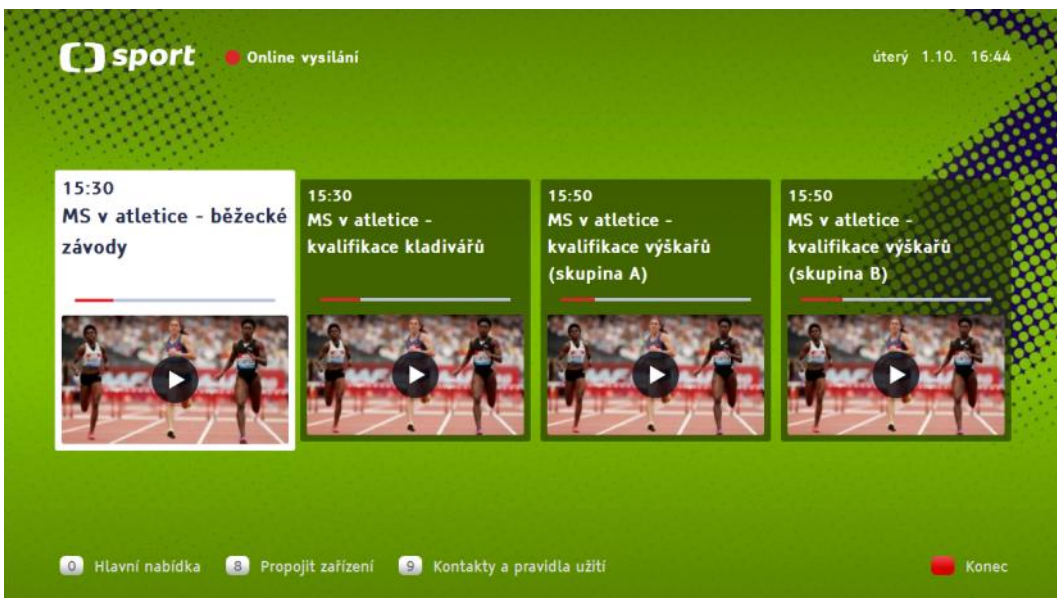 sport
Online vysílání
úterý 1.10. 16:44
15:30
MS v atletice - běžecké
závody
15:30
MS v atletice -
kvalifikace kladivářů
15:50
MS v atletice -
kvalifikace výškařů
(skupina A)
15:50
MS v atletice -
kvalifikace výškařů
(skupina B)
0 Hlavní nabídka
8 Propojit zařízení
9 Kontakty a pravidla užití
Konec